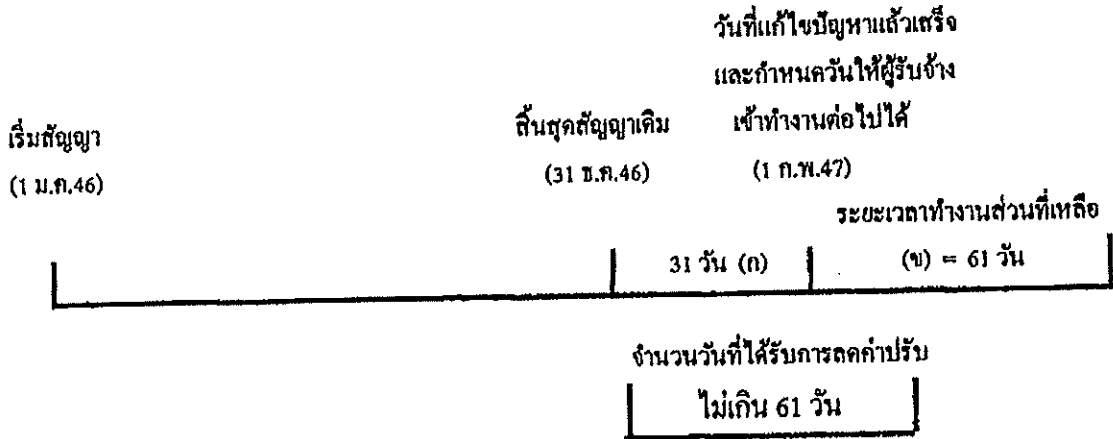 วันที่แก้ไขปัญหาแล้วเสร็จ
และกำหนดวันให้ผู้รับจ้าง
เริ่มสัญญา สิ้นสุดสัญญาเดิม เข้าทำงานต่อไปได้
(1 ม.ค.46) (31 ธ.ค.46) (1 ก.พ.47)
ระยะเวลาทำงานส่วนที่เหลือ
31 วัน (ก) (ข) = 61 วัน
จำนวนวันที่ได้รับการลดค่าปรับ
ไม่เกิน 61 วัน